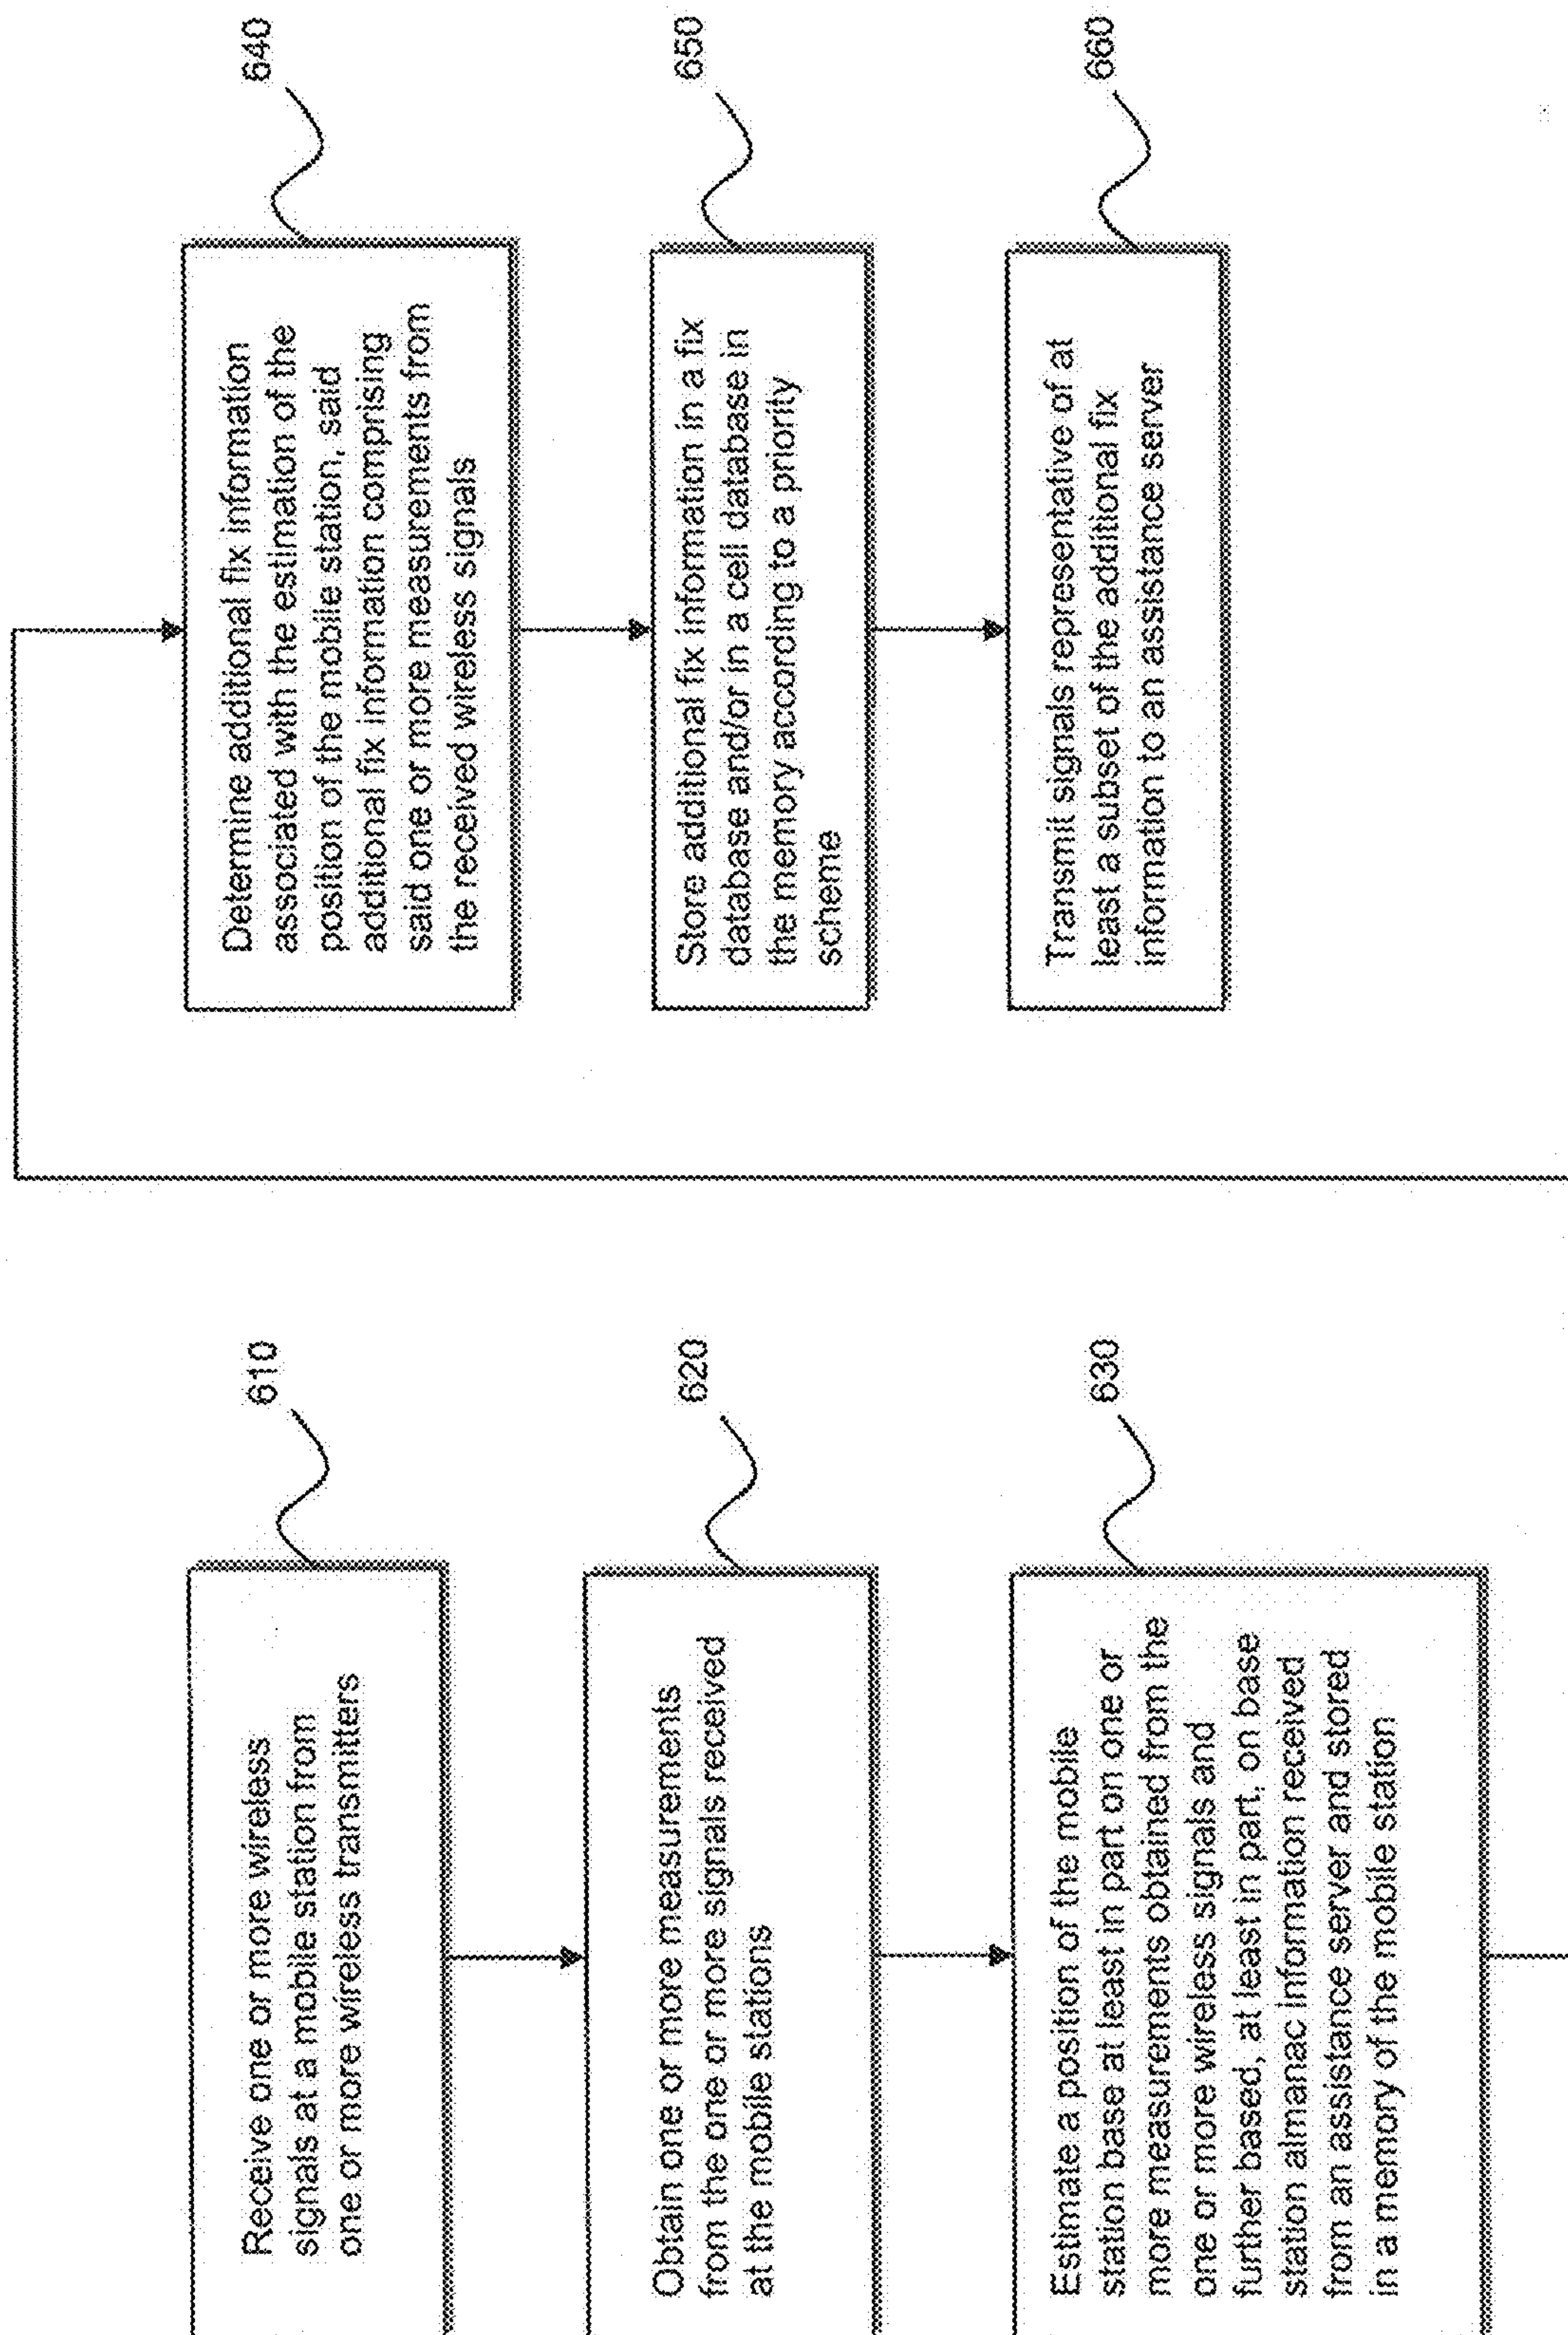 610
Receive one or more wireless
signals at a mobile station from
one or more wireless transmitters
620
Obtain one or more measurements
from the one or more signals received
at the mobile stations
630
Estimate a position of the mobile
station base at least in part on one or
more measurements obtained from the
one or more wireless signals and
further based, at least in part, on base
station almanac information received
from an assistance server and stored
in a memory of the mobile station
640
Determine additional fix information
associated with the estimation of the
position of the mobile station, said
additional fix information comprising
said one or more measurements from
the received wireless signals
650
Store additional fix information in a fix
database and/or in a cell database in
the memory according to a priority
scheme
660
Transmit signals representative of at
least a subset of the additional fix
information to an assistance server